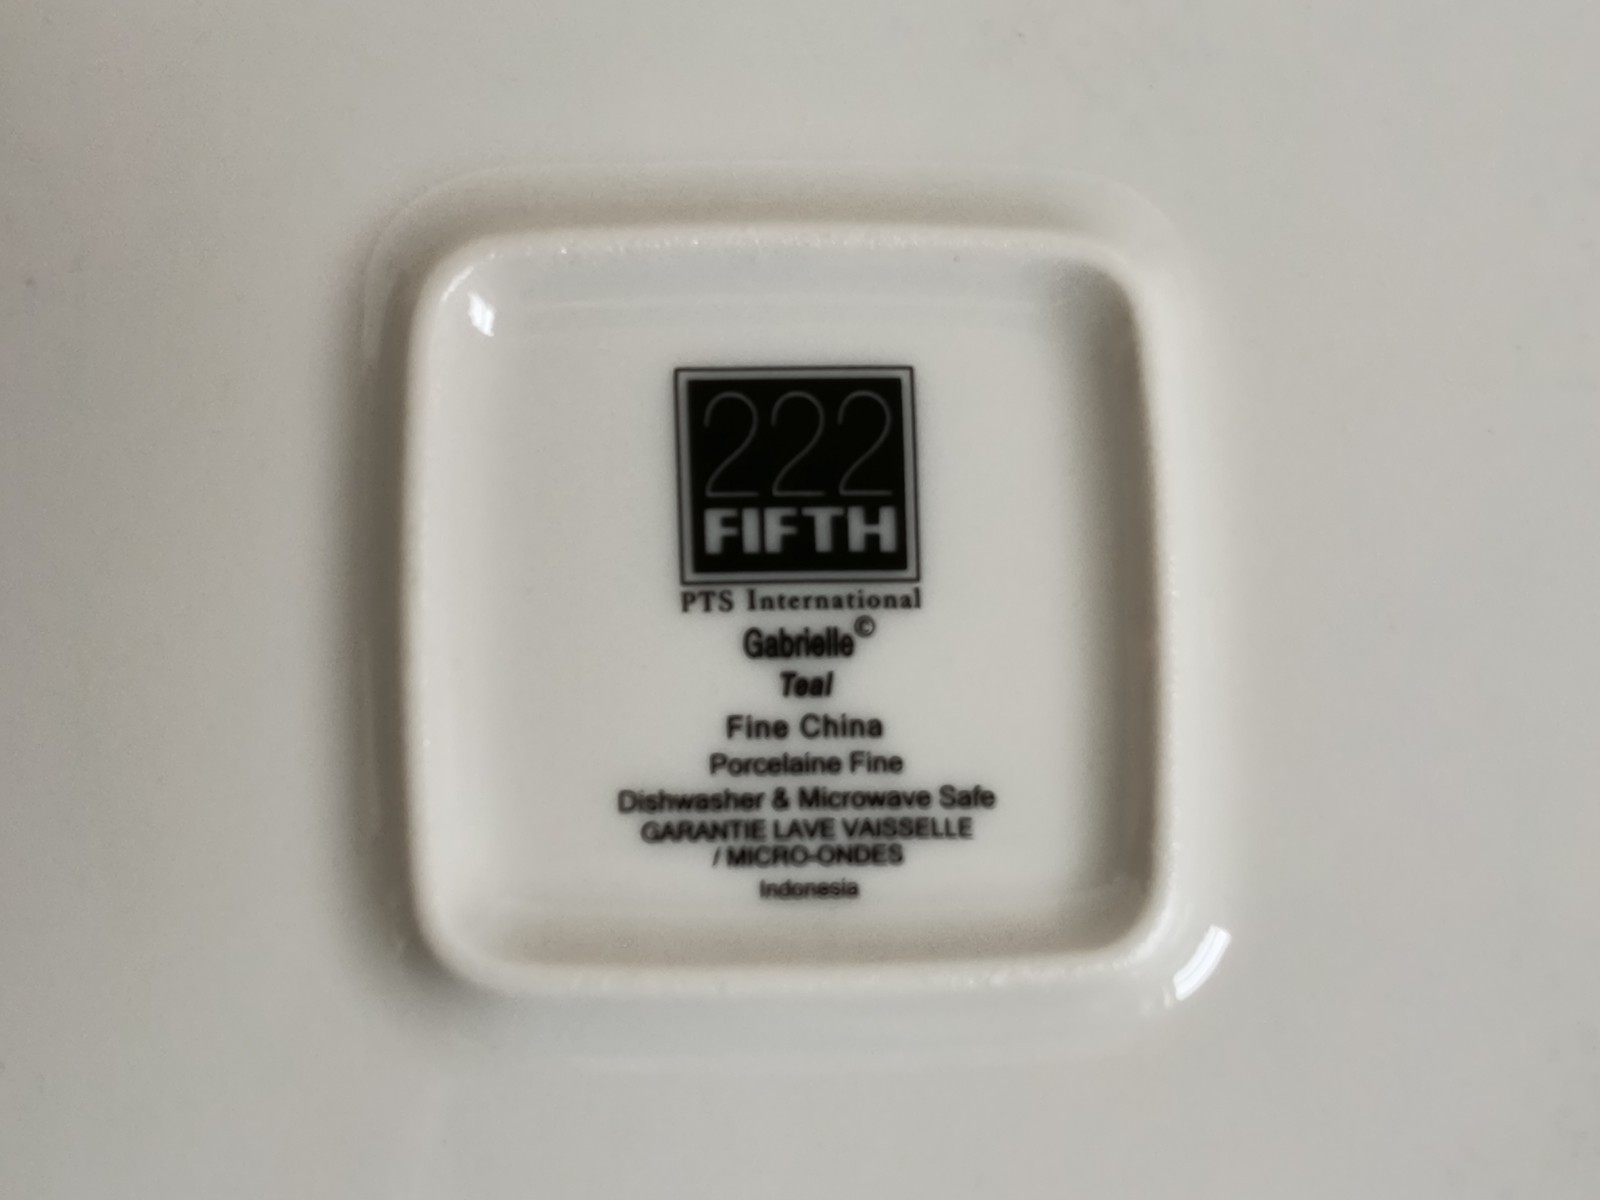 222
FIFTH
PTS International
Gabrielle©
Teal
Fine China
Porcelaine Fine
Dishwasher & Microwave Safe
GARANTIE LAVE VAISSELLE
/ MICRO-ONDES
Indonesia